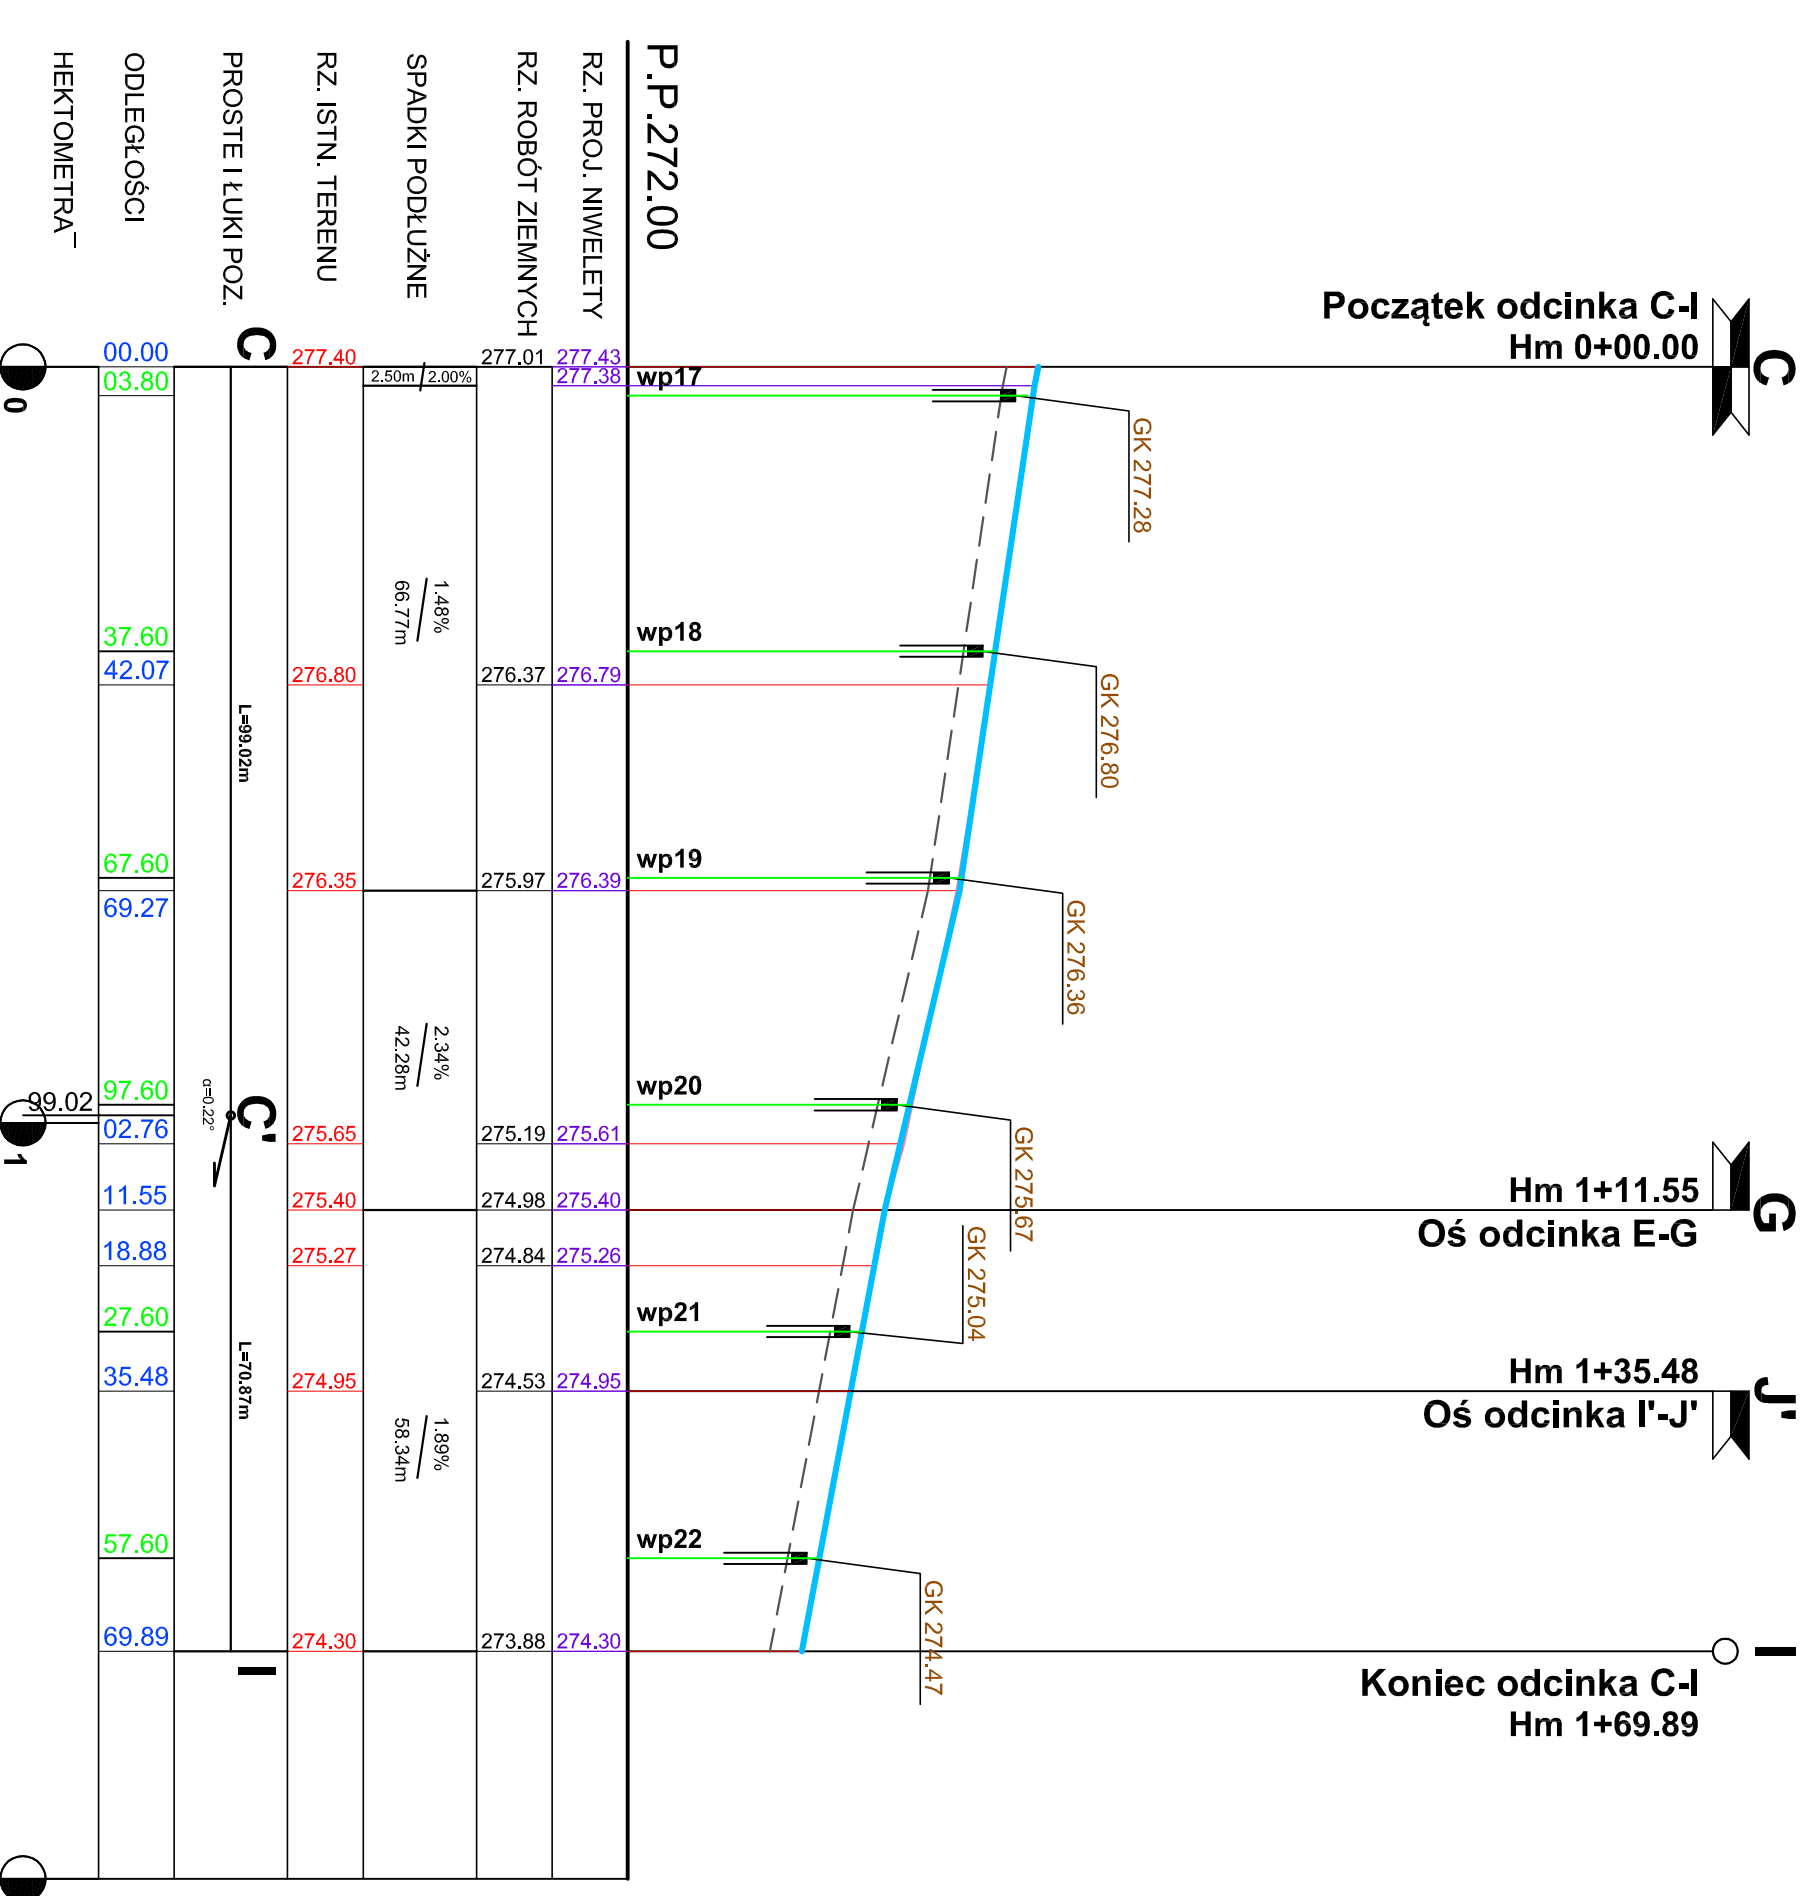 C
Początek odcinka C-I
Hm 0+00.00
G
Hm 1+11.55
Oś odcinka E-G
J'
Hm 1+35.48
Oś odcinka I'-J'
I
Koniec odcinka C-I
Hm 1+69.89
GK 277.28
GK 276.80
GK 276.36
GK 275.67
GK 275.04
GK 274.47
P.P.272.00
wp17
wp18
wp19
wp20
wp21
wp22
RZ. PROJ. NIWELETY
277.43
277.38
276.79
276.39
275.61
275.40
275.26
274.95
274.30
RZ. ROBÓT ZIEMNYCH
277.01
276.37
275.97
275.19
274.98
274.84
274.53
273.88
SPADKI PODŁUŻNE
2.50m
2.00%
1.48%
66.77m
2.34%
42.28m
1.89%
58.34m
RZ. ISTN. TERENU
277.40
276.80
276.35
275.65
275.40
275.27
274.95
274.30
PROSTE I ŁUKI POZ.
C
L=99.02m
C'
α=0.22°
L=70.87m
I
ODLEGŁOŚCI
00.00
03.80
37.60
42.07
67.60
69.27
97.60
02.76
11.55
18.88
27.60
35.48
57.60
69.89
HEKTOMETRA¯
0
99.02
1